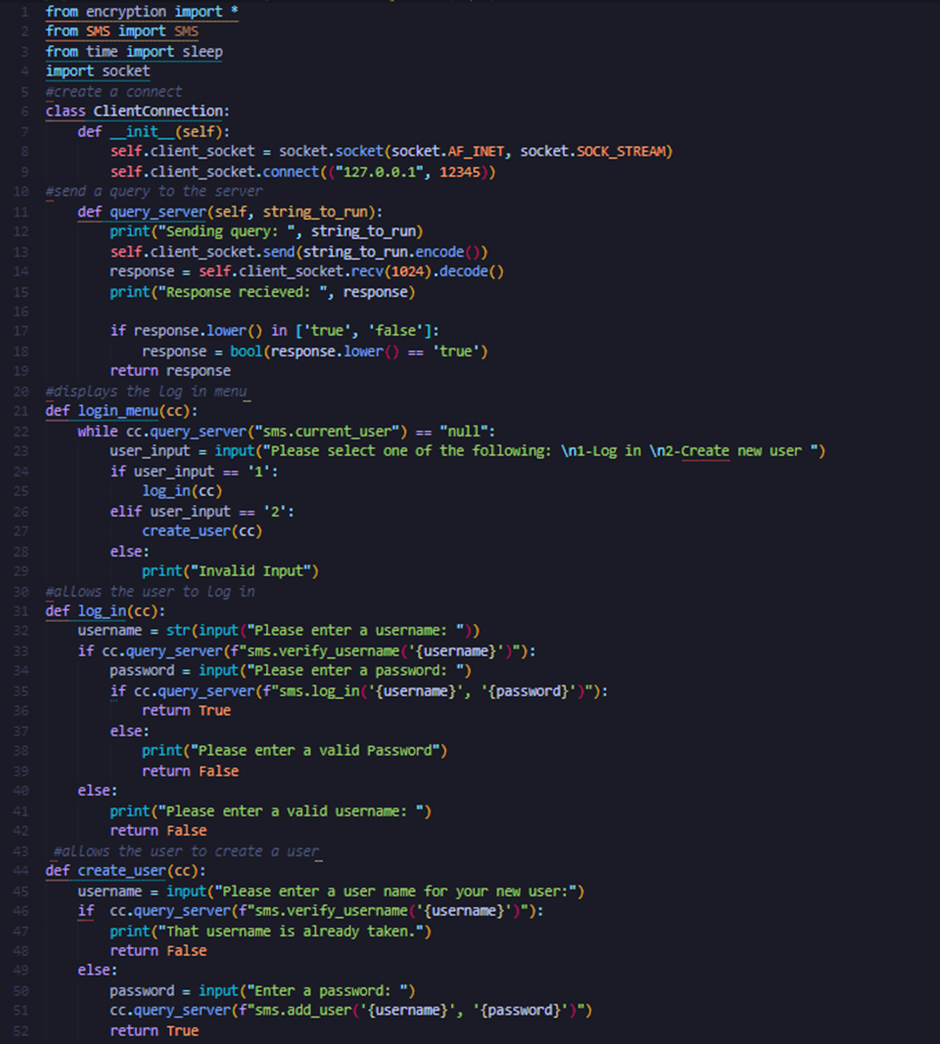 1 from encryption import *
2 from SMS import SMS
3 from time import sleep
4 import socket
5 #create a connect
6 class ClientConnection:
7     def __init__(self):
8         self.client_socket = socket.socket(socket.AF_INET, socket.SOCK_STREAM)
9         self.client_socket.connect(("127.0.0.1", 12345))
10 #send a query to the server
11     def query_server(self, string_to_run):
12         print("Sending query: ", string_to_run)
13         self.client_socket.send(string_to_run.encode())
14         response = self.client_socket.recv(1024).decode()
15         print("Response recieved: ", response)
16
17         if response.lower() in ['true', 'false']:
18             response = bool(response.lower() == 'true')
19         return response
20 #displays the log in menu
21 def login_menu(cc):
22     while cc.query_server("sms.current_user") == "null":
23         user_input = input("Please select one of the following: \n1-Log in \n2-Create new user ")
24         if user_input == '1':
25             log_in(cc)
26         elif user_input == '2':
27             create_user(cc)
28         else:
29             print("Invalid Input")
30 #allows the user to log in
31 def log_in(cc):
32     username = str(input("Please enter a username: "))
33     if cc.query_server(f"sms.verify_username('{username}')"):
34         password = input("Please enter a password: ")
35         if cc.query_server(f"sms.log_in('{username}', '{password}')"):
36             return True
37         else:
38             print("Please enter a valid Password")
39             return False
40     else:
41         print("Please enter a valid username: ")
42         return False
43  #allows the user to create a user
44 def create_user(cc):
45     username = input("Please enter a user name for your new user:")
46     if  cc.query_server(f"sms.verify_username('{username}')"):
47         print("That username is already taken.")
48         return False
49     else:
50         password = input("Enter a password: ")
51         cc.query_server(f"sms.add_user('{username}', '{password}')")
52         return True